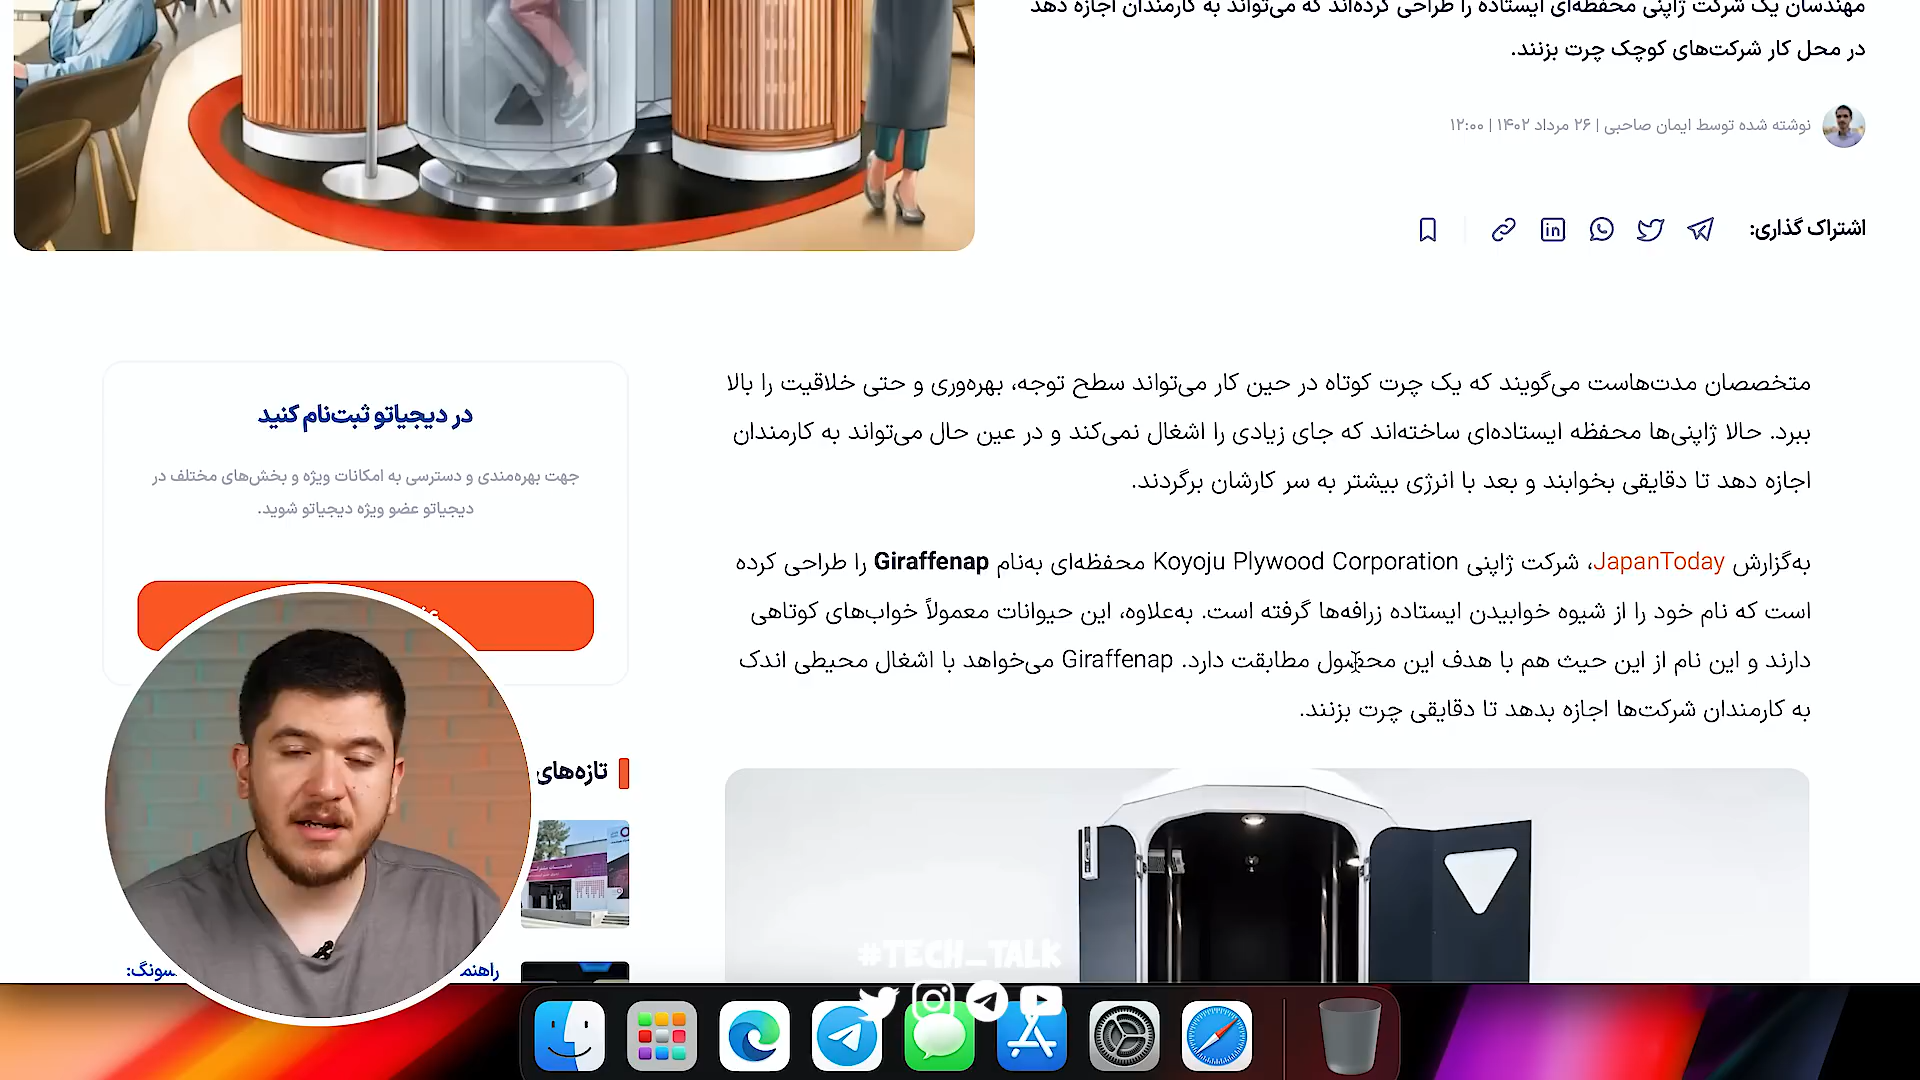 مهندسان یک شرکت ژاپنی محفظه‌ای ایستاده را طراحی کرده‌اند که می‌تواند به کارمندان اجازه دهد
در محل کار شرکت‌های کوچک چرت بزنند.
نوشته شده توسط ایمان صاحبی | ۲۶ مرداد ۱۴۰۲ | ۱۲:۰۰
اشتراک گذاری:
متخصصان مدت‌هاست می‌گویند که یک چرت کوتاه در حین کار می‌تواند سطح توجه، بهره‌وری و حتی خلاقیت را بالا
ببرد. حالا ژاپنی‌ها محفظه ایستاده‌ای ساخته‌اند که جای زیادی را اشغال نمی‌کند و در عین حال می‌تواند به کارمندان
اجازه دهد تا دقایقی بخوابند و بعد با انرژی بیشتر به سر کارشان برگردند.
به‌گزارش JapanToday، شرکت ژاپنی Koyoju Plywood Corporation محفظه‌ای به‌نام Giraffenap را طراحی کرده
است که نام خود را از شیوه خوابیدن ایستاده زرافه‌ها گرفته است. به‌علاوه، این حیوانات معمولاً خواب‌های کوتاهی
دارند و این نام از این حیث هم با هدف این محصول مطابقت دارد. Giraffenap می‌خواهد با اشغال محیطی اندک
به کارمندان شرکت‌ها اجازه بدهد تا دقایقی چرت بزنند.
در دیجیاتو ثبت‌نام کنید
جهت بهره‌مندی و دسترسی به امکانات ویژه و بخش‌های مختلف در
دیجیاتو عضو ویژه دیجیاتو شوید.
تازه‌های
#TECH_TALK